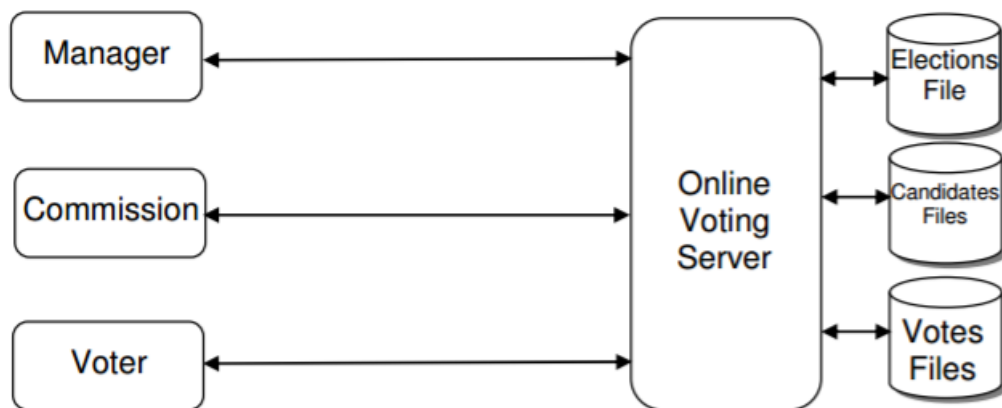 Manager
Commission
Voter
Online
Voting
Server
Elections
File
Candidates
Files
Votes
Files